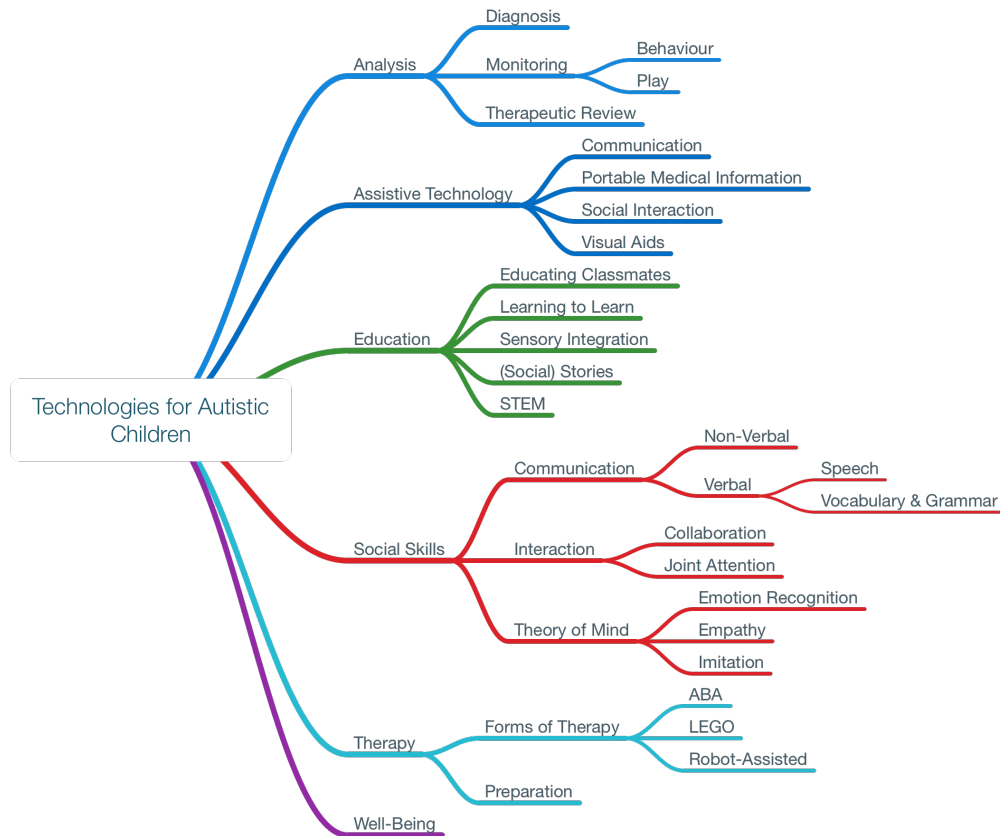 Diagnosis
Analysis
Monitoring
Behaviour
Play
Therapeutic Review
Assistive Technology
Communication
Portable Medical Information
Social Interaction
Visual Aids
Education
Educating Classmates
Learning to Learn
Sensory Integration
(Social) Stories
STEM
Technologies for Autistic
Children
Social Skills
Communication
Non-Verbal
Verbal
Speech
Vocabulary & Grammar
Interaction
Collaboration
Joint Attention
Theory of Mind
Emotion Recognition
Empathy
Imitation
Therapy
Forms of Therapy
ABA
LEGO
Robot-Assisted
Preparation
Well-Being